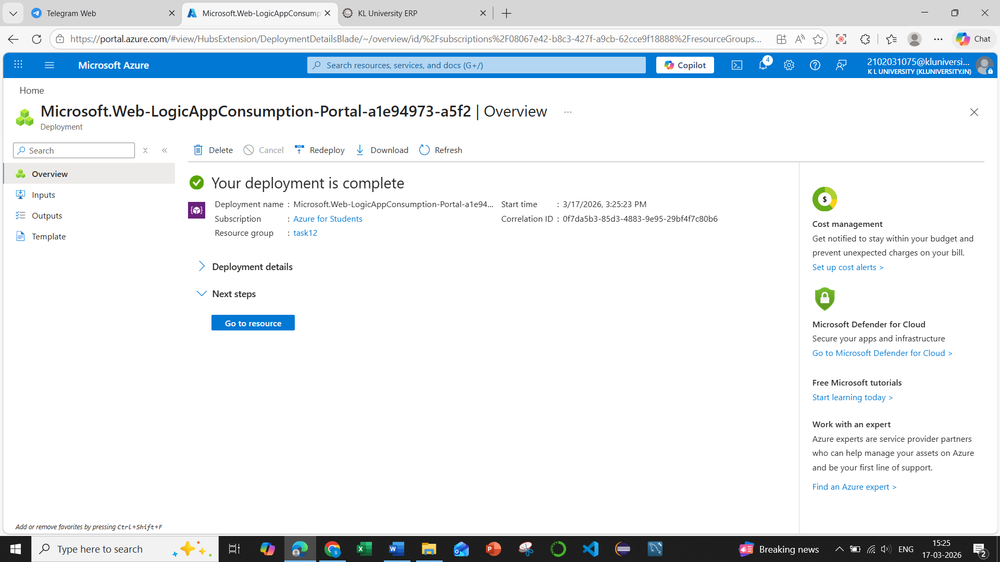 Telegram Web
Microsoft.Web-LogicAppConsump
KL University ERP
https://portal.azure.com/#view/HubsExtension/DeploymentDetailsBlade/~/overview/id/%2Fsubscriptions%2F08067e42-b8c3-427f-a9cb-62cce9f18888%2FresourceGroups...
Chat
Microsoft Azure
Search resources, services, and docs (G+/)
Copilot
4
2102031075@kluniversi...
K L UNIVERSITY (KLUNIVERSITY.IN)
Home
Microsoft.Web-LogicAppConsumption-Portal-a1e94973-a5f2 | Overview
Deployment
Search
Delete
Cancel
Redeploy
Download
Refresh
Overview
Inputs
Outputs
Template
Your deployment is complete
Deployment name : Microsoft.Web-LogicAppConsumption-Portal-a1e94...
Subscription : Azure for Students
Resource group : task12
Start time : 3/17/2026, 3:25:23 PM
Correlation ID : 0f7da5b3-85d3-4883-9e95-29bf4f7c80b6
Deployment details
Next steps
Go to resource
Cost management
Get notified to stay within your budget and
prevent unexpected charges on your bill.
Set up cost alerts >
Microsoft Defender for Cloud
Secure your apps and infrastructure
Go to Microsoft Defender for Cloud >
Free Microsoft tutorials
Start learning today >
Work with an expert
Azure experts are service provider partners
who can help manage your assets on Azure
and be your first line of support.
Find an Azure expert >
Add or remove favorites by pressing Ctrl+Shift+F
Type here to search
Breaking news
ENG
15:25
17-03-2026
2